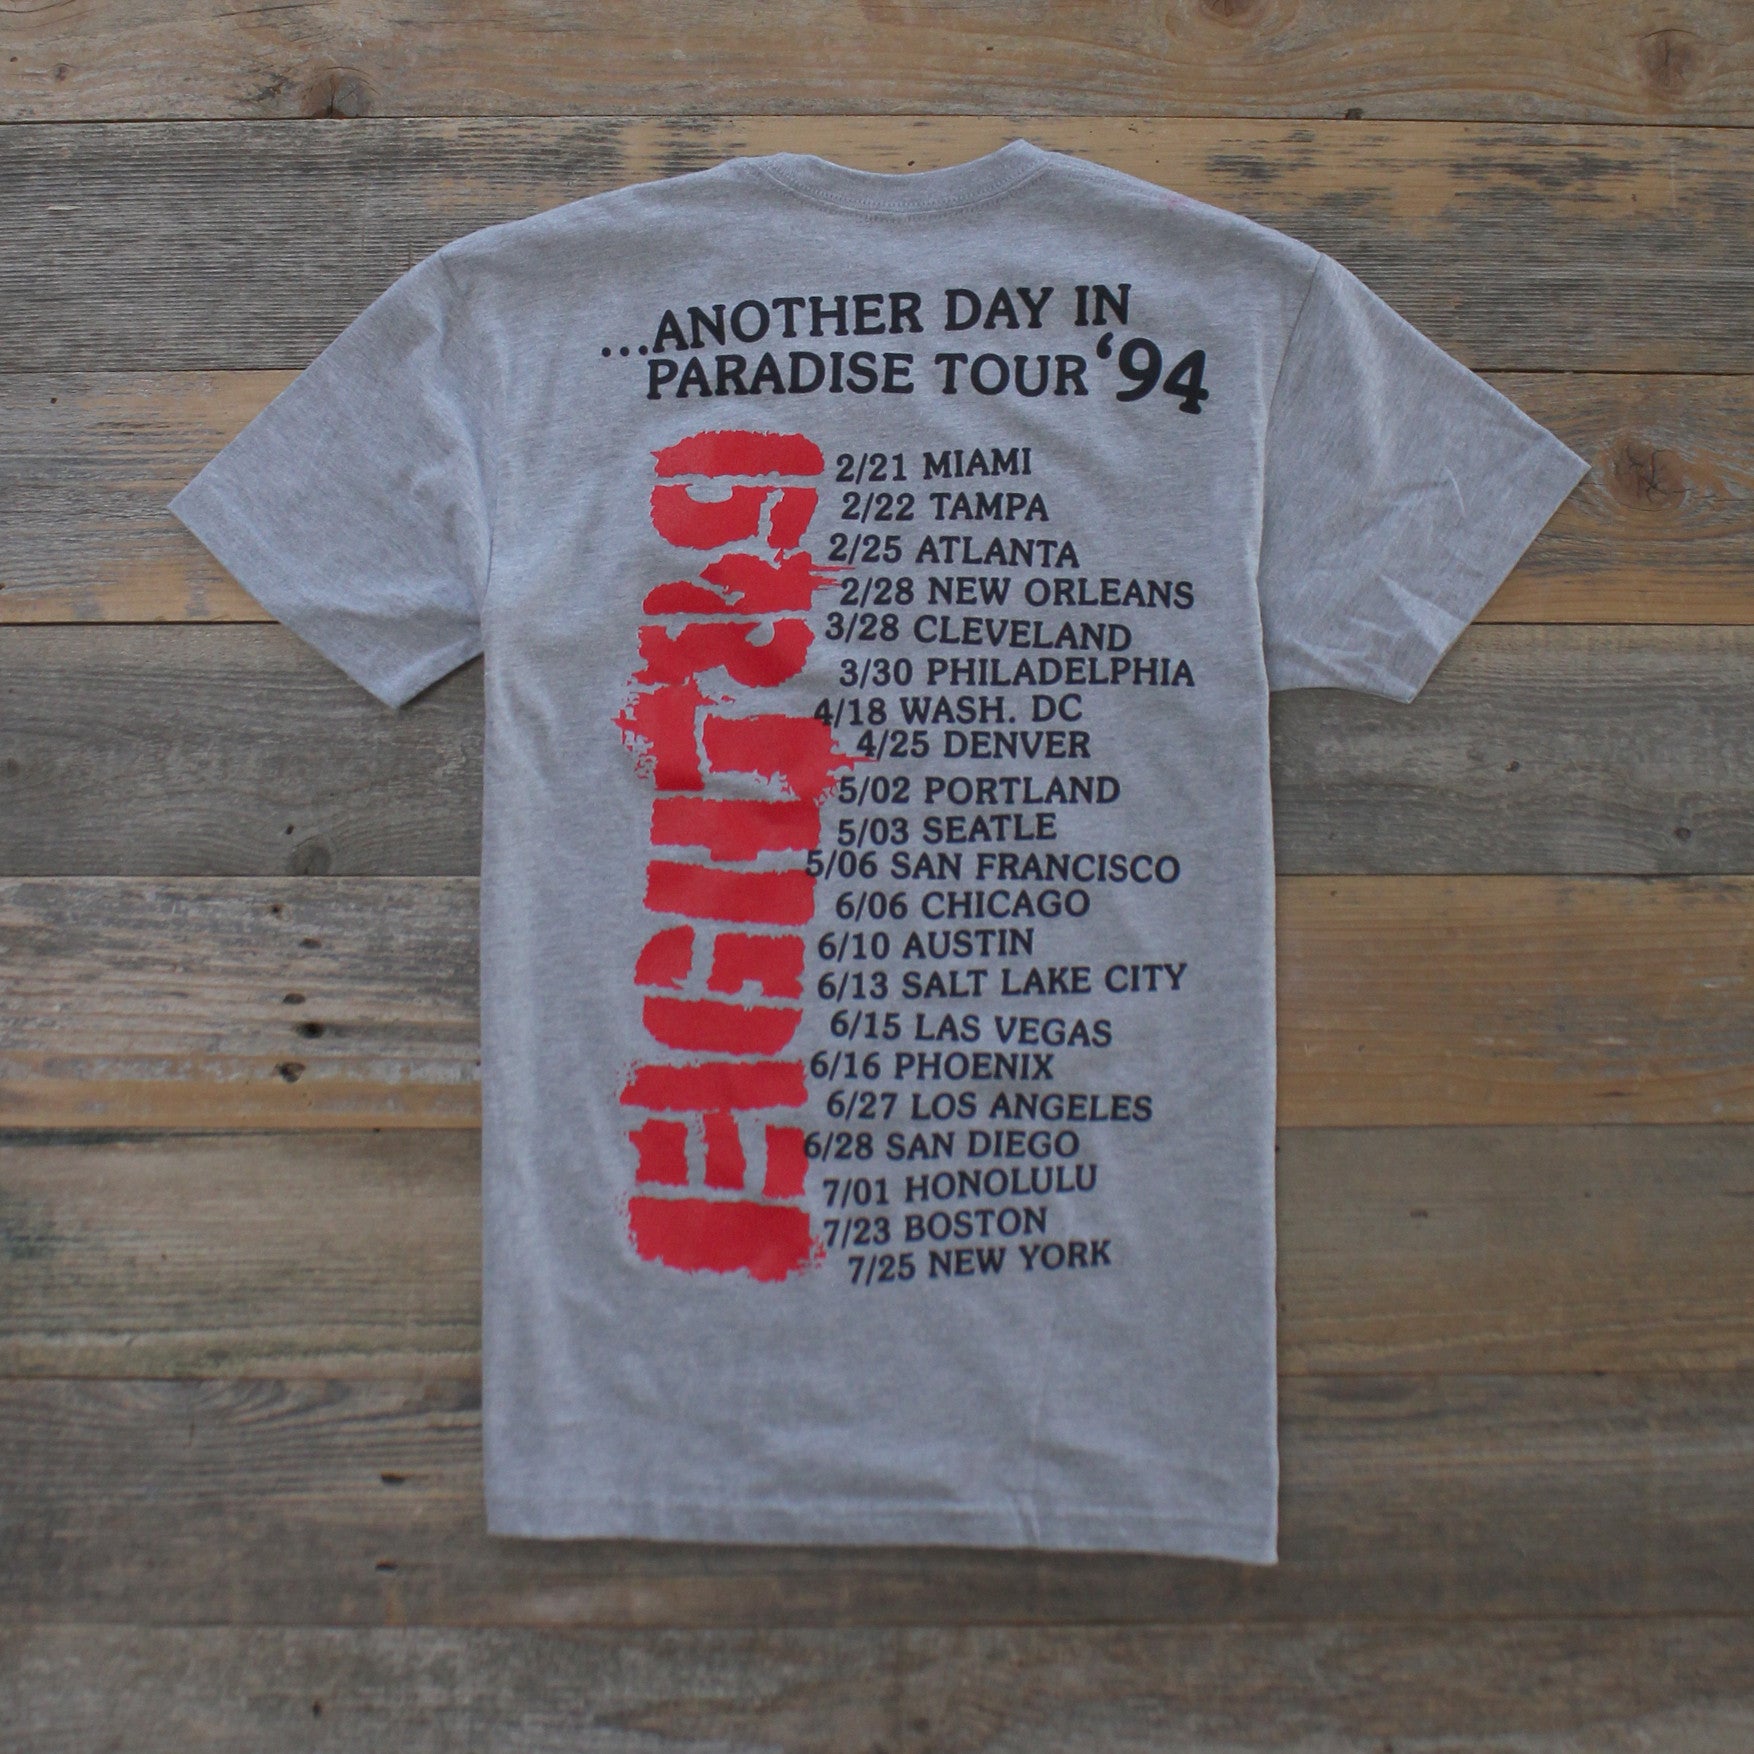 ...ANOTHER DAY IN
PARADISE TOUR '94
2/21 MIAMI
2/22 TAMPA
2/25 ATLANTA
2/28 NEW ORLEANS
3/28 CLEVELAND
3/30 PHILADELPHIA
4/18 WASH. DC
4/25 DENVER
5/02 PORTLAND
5/03 SEATLE
5/06 SAN FRANCISCO
6/06 CHICAGO
6/10 AUSTIN
6/13 SALT LAKE CITY
6/15 LAS VEGAS
6/16 PHOENIX
6/27 LOS ANGELES
6/28 SAN DIEGO
7/01 HONOLULU
7/23 BOSTON
7/25 NEW YORK